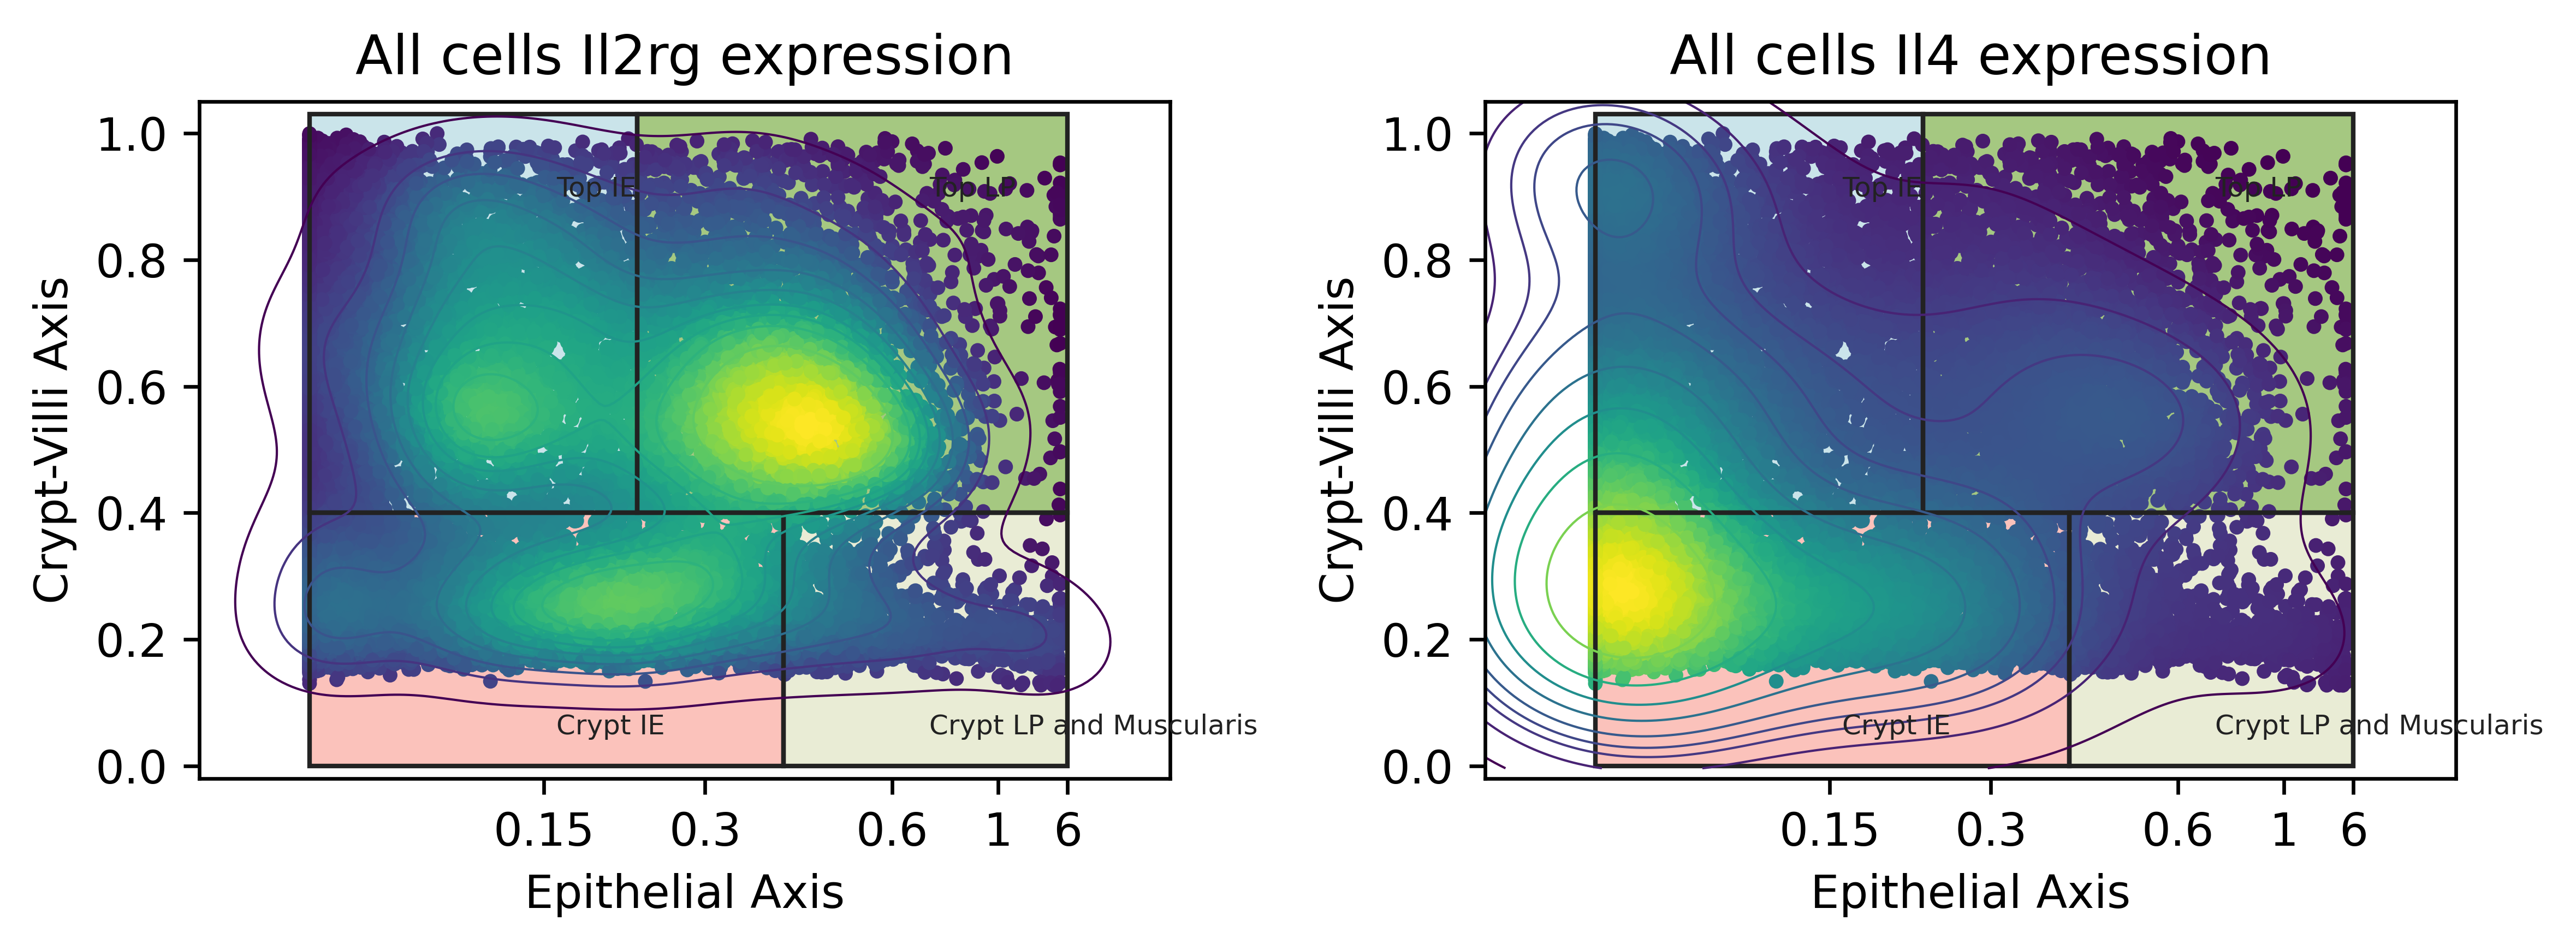 All cells Il2rg expression
Crypt-Villi Axis
1.0
0.8
0.6
0.4
0.2
0.0
Top IE
Top LP
Crypt IE
Crypt LP and Muscularis
0.15 0.3 0.6 1 6
Epithelial Axis
All cells Il4 expression
Crypt-Villi Axis
1.0
0.8
0.6
0.4
0.2
0.0
Top IE
Top LP
Crypt IE
Crypt LP and Muscularis
0.15 0.3 0.6 1 6
Epithelial Axis